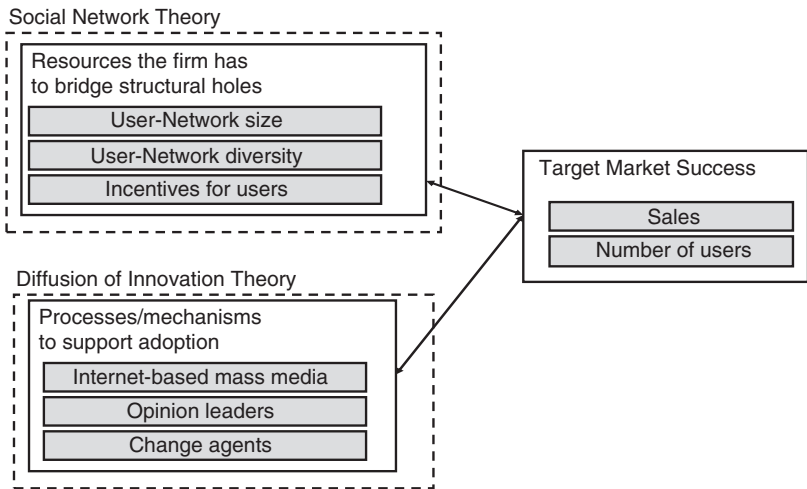 Social Network Theory
Resources the firm has
to bridge structural holes
User-Network size
User-Network diversity
Incentives for users
Target Market Success
Sales
Number of users
Diffusion of Innovation Theory
Processes/mechanisms
to support adoption
Internet-based mass media
Opinion leaders
Change agents